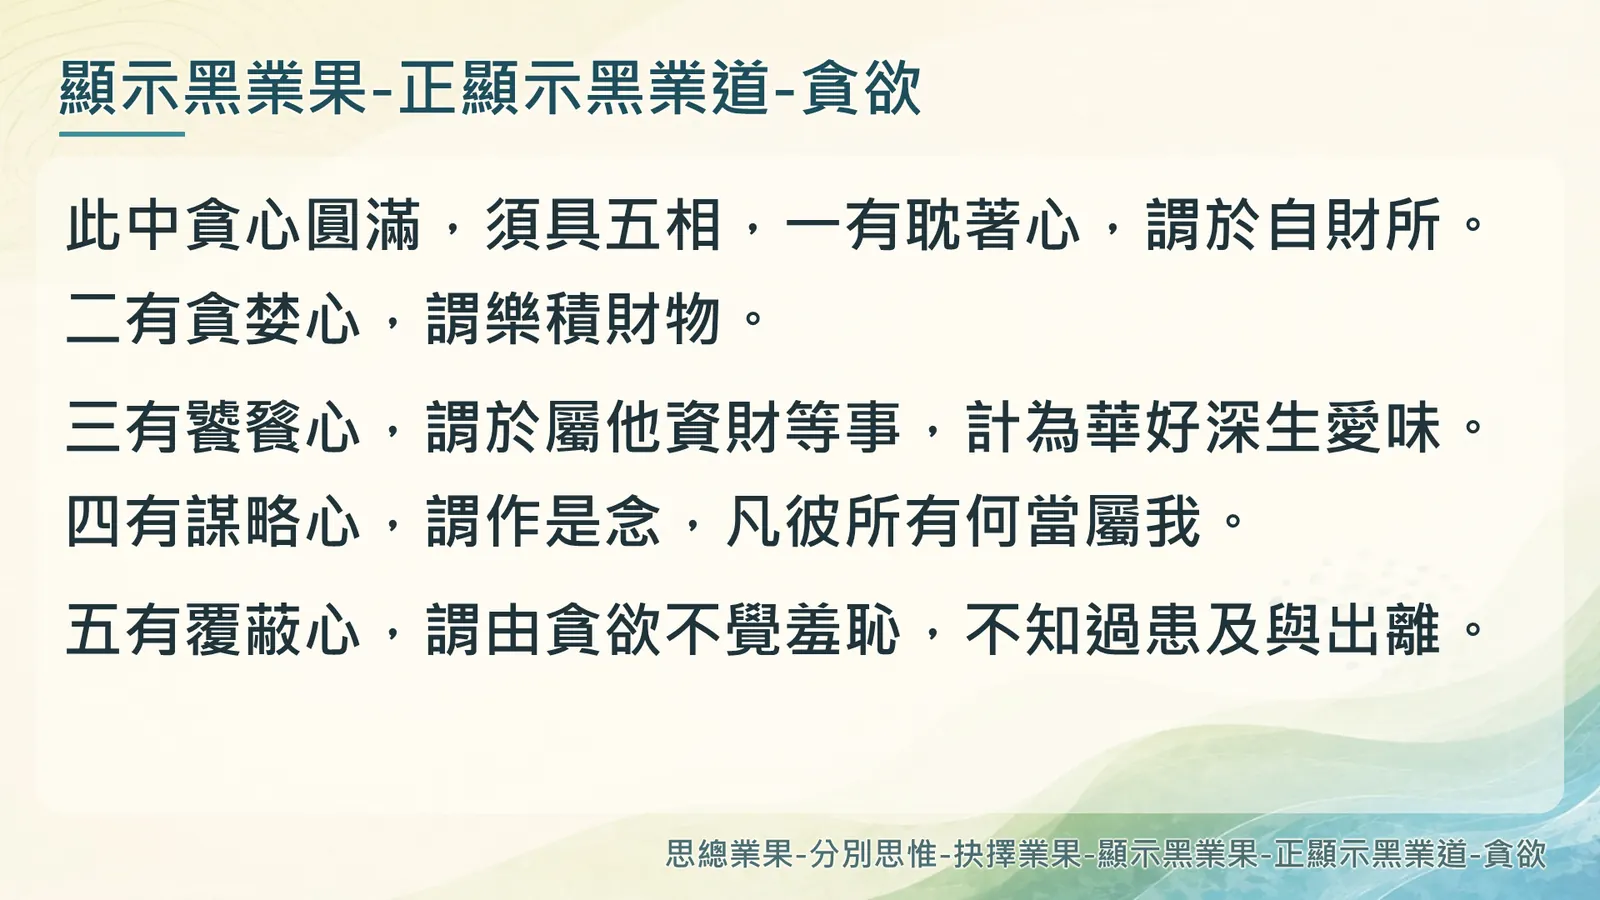 顯示黑業果-正顯示黑業道-貪欲
此中貪心圓滿，須具五相，一有耽著心，謂於自財所。
二有貪婪心，謂樂積財物。
三有饕餮心，謂於屬他資財等事，計為華好深生愛味。
四有謀略心，謂作是念，凡彼所有何當屬我。
五有覆蔽心，謂由貪欲不覺羞恥，不知過患及與出離。
思總業果-分別思惟-抉擇業果-顯示黑業果-正顯示黑業道-貪欲